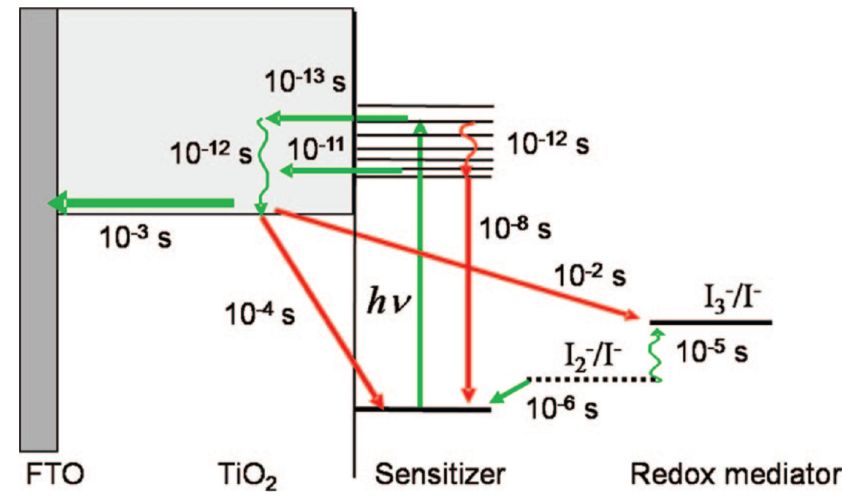 10⁻¹³ s
10⁻¹² s
10⁻¹¹
10⁻¹² s
10⁻³ s
10⁻⁸ s
10⁻² s
10⁻⁴ s
hν
I₃⁻/I⁻
I₂⁻/I⁻
10⁻⁵ s
10⁻⁶ s
FTO TiO₂ Sensitizer Redox mediator